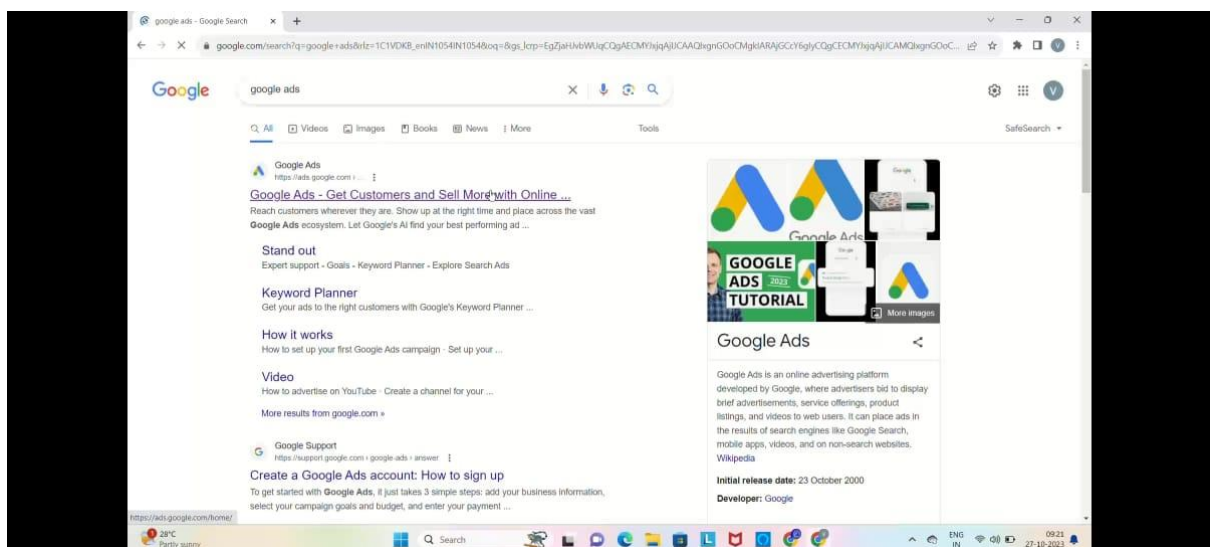 google ads - Google Search
google.com/search?q=google+ads&rlz=1C1VDKB_enIN1054IN1054&oq=
Google
google ads
V
All Videos Images Books News More Tools SafeSearch
Google Ads
https://ads.google.com
Google Ads - Get Customers and Sell More with Online ...
Reach customers wherever they are. Show up at the right time and place across the vast
Google Ads ecosystem. Let Google's AI find your best performing ad ...
Stand out
Expert support - Goals - Keyword Planner - Explore Search Ads
Keyword Planner
Get your ads to the right customers with Google's Keyword Planner ...
How it works
How to set up your first Google Ads campaign · Set up your ...
Video
How to advertise on YouTube · Create a channel for your ...
More results from google.com »
Google Support
https://support.google.com › google-ads › answer
Create a Google Ads account: How to sign up
To get started with Google Ads, it just takes 3 simple steps: add your business information,
select your campaign goals and budget, and enter your payment ...
Google Ads
GOOGLE
ADS 2023
TUTORIAL
More images
Google Ads
Google Ads is an online advertising platform
developed by Google, where advertisers bid to display
brief advertisements, service offerings, product
listings, and videos to web users. It can place ads in
the results of search engines like Google Search,
mobile apps, videos, and on non-search websites.
Wikipedia
Initial release date: 23 October 2000
Developer: Google
https://ads.google.com/home/
28°C
Partly sunny
Search
ENG
IN
09:21
27-10-2023